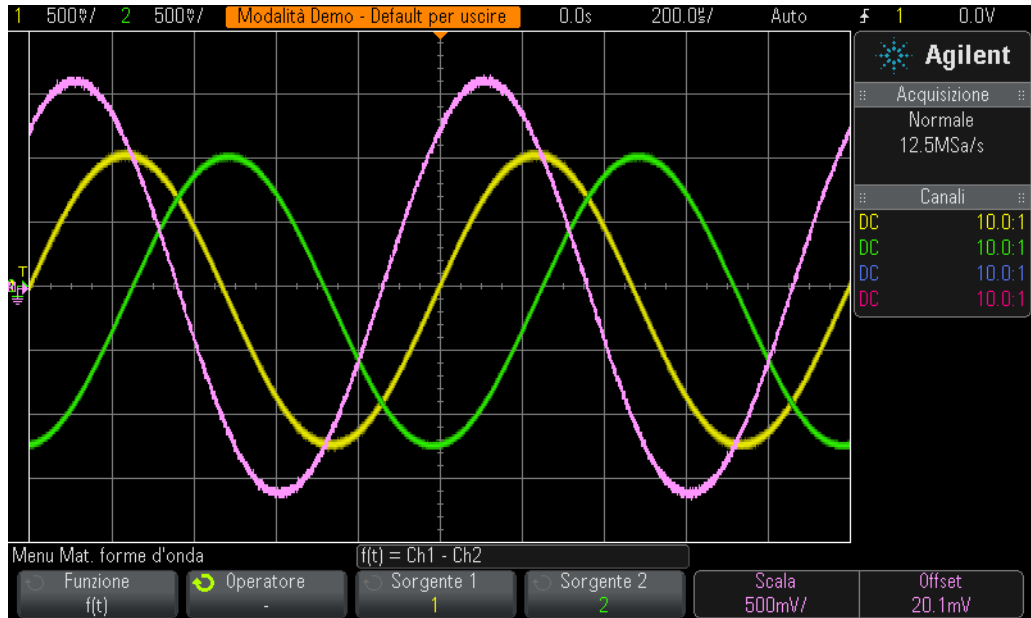 1 500mV/ 2 500mV/ Modalità Demo - Default per uscire 0.0s 200.0µs/ Auto 1 0.0V
Agilent
Acquisizione
Normale
12.5MSa/s
Canali
DC 10.0:1
DC 10.0:1
DC 10.0:1
DC 10.0:1
T
Menu Mat. forme d'onda
f(t) = Ch1 - Ch2
Funzione
f(t)
Operatore
-
Sorgente 1
1
Sorgente 2
2
Scala
500mV/
Offset
20.1mV